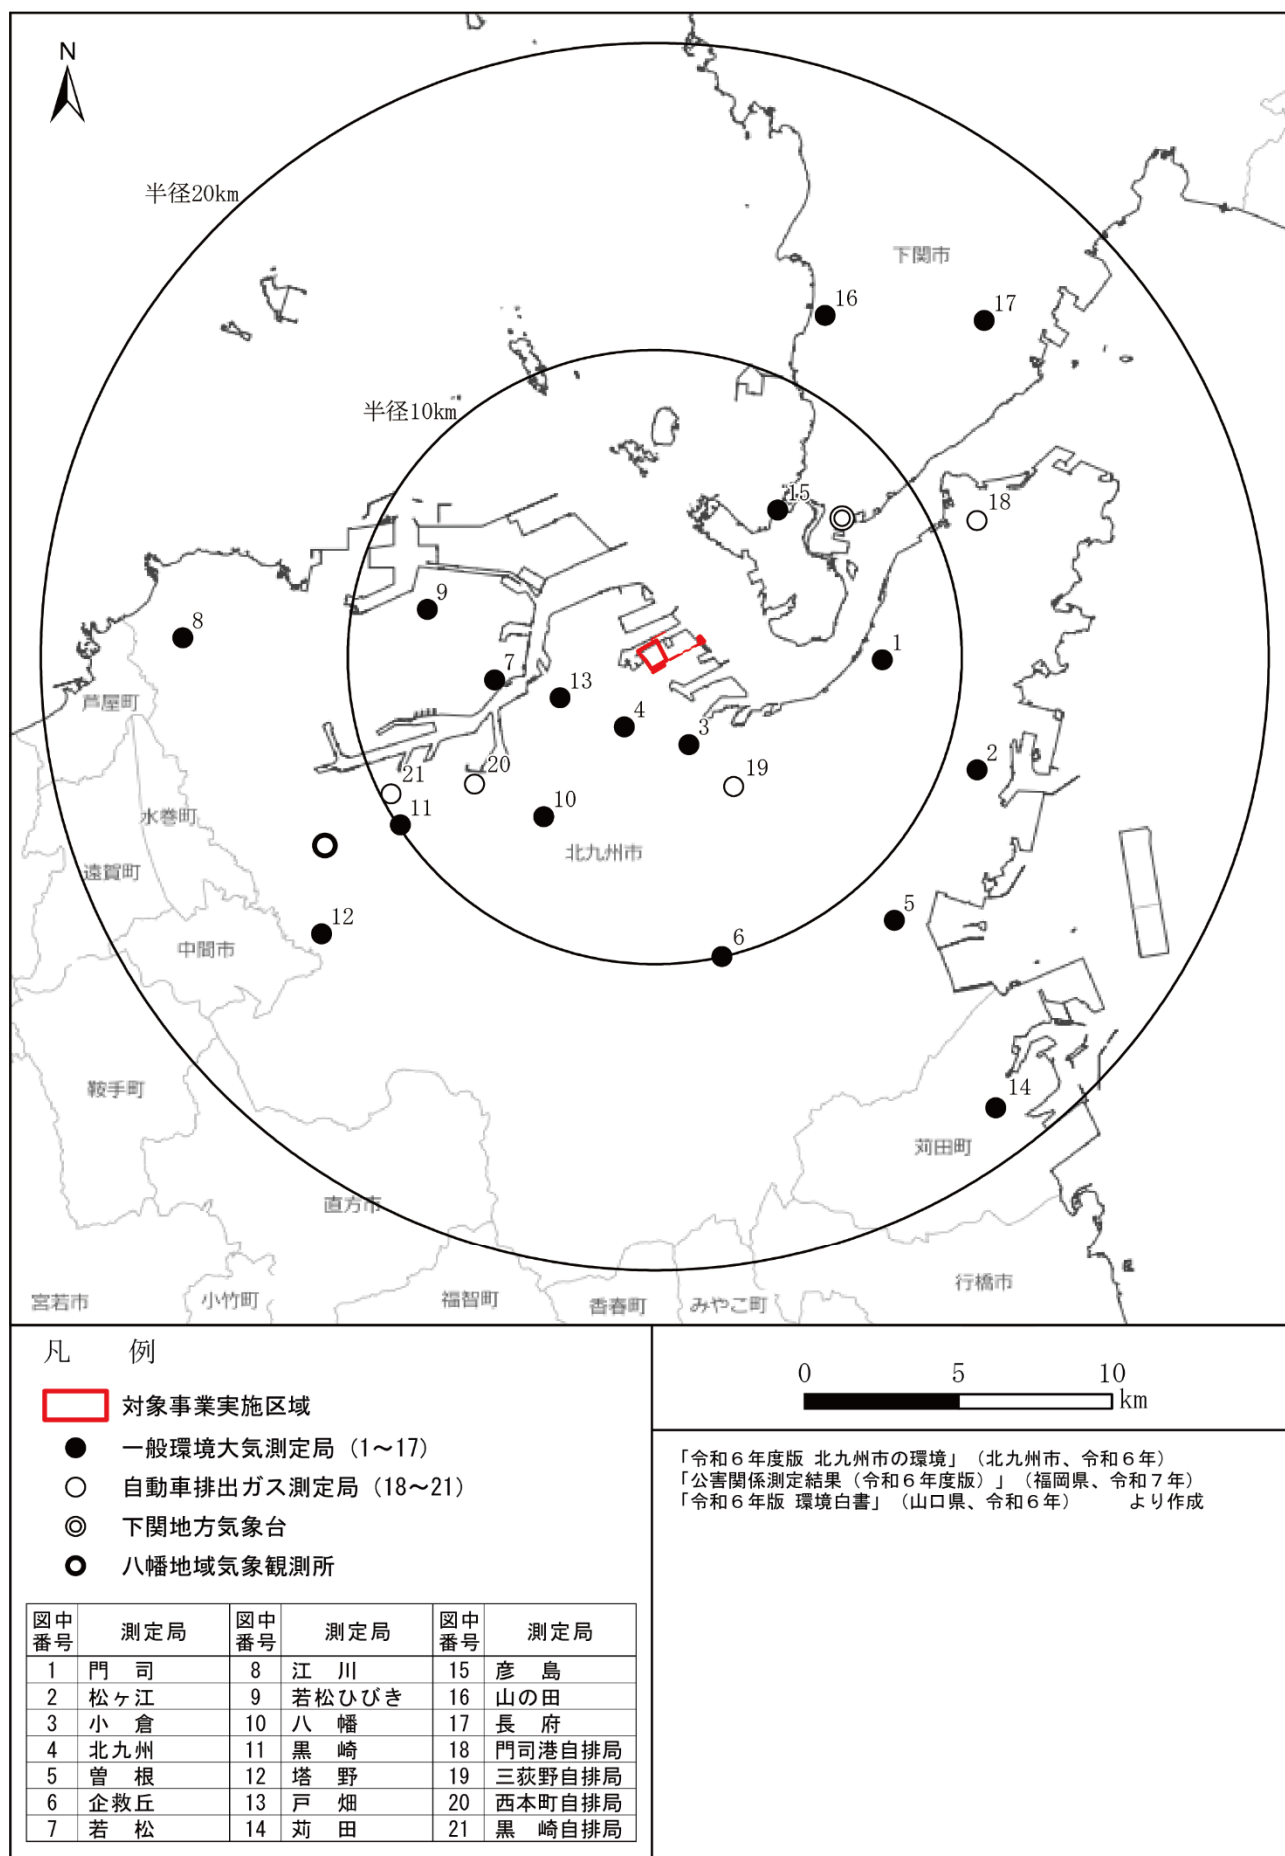 N
半径20km
下関市
16
17
半径10km
15
18
9
8
1
7
13
芦屋町
4
3
2
21
20
19
水巻町
11
10
北九州市
遠賀町
5
12
中間市
6
鞍手町
14
苅田町
直方市
行橋市
宮若市
小竹町
福智町
香春町
みやこ町
凡 例
対象事業実施区域
一般環境大気測定局（1～17）
自動車排出ガス測定局（18～21）
下関地方気象台
八幡地域気象観測所
0 5 10
km
「令和６年度版 北九州市の環境」（北九州市、令和６年）
「公害関係測定結果（令和６年度版）」（福岡県、令和７年）
「令和６年版 環境白書」（山口県、令和６年） より作成
図中番号 測定局 図中番号 測定局 図中番号 測定局
1 門 司 8 江 川 15 彦 島
2 松ヶ江 9 若松ひびき 16 山の田
3 小 倉 10 八 幡 17 長 府
4 北九州 11 黒 崎 18 門司港自排局
5 曽 根 12 塔 野 19 三萩野自排局
6 企救丘 13 戸 畑 20 西本町自排局
7 若 松 14 苅 田 21 黒 崎自排局